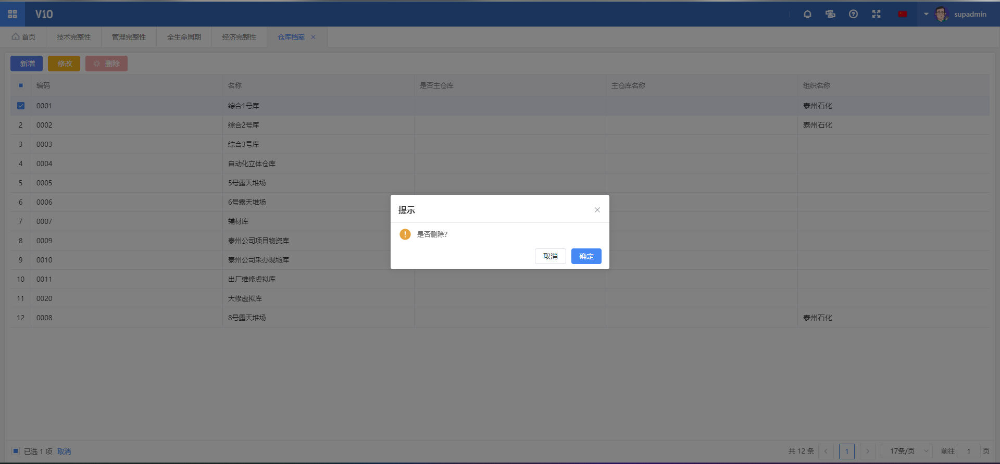 V10
supadmin
首页 技术完整性 管理完整性 全生命周期 经济完整性 仓库档案
新增 修改 删除
编码 名称 是否主仓库 主仓库名称 组织名称
0001 综合1号库 泰州石化
2 0002 综合2号库 泰州石化
3 0003 综合3号库
4 0004 自动化立体仓库
5 0005 5号露天堆场
6 0006 6号露天堆场
7 0007 辅材库
8 0009 泰州公司项目物资库
9 0010 泰州公司采办现场库
10 0011 出厂维修虚拟库
11 0020 大修虚拟库
12 0008 8号露天堆场 泰州石化
提示
是否删除?
取消 确定
已选 1 项 取消
共 12 条 1 17条/页 前往 1 页